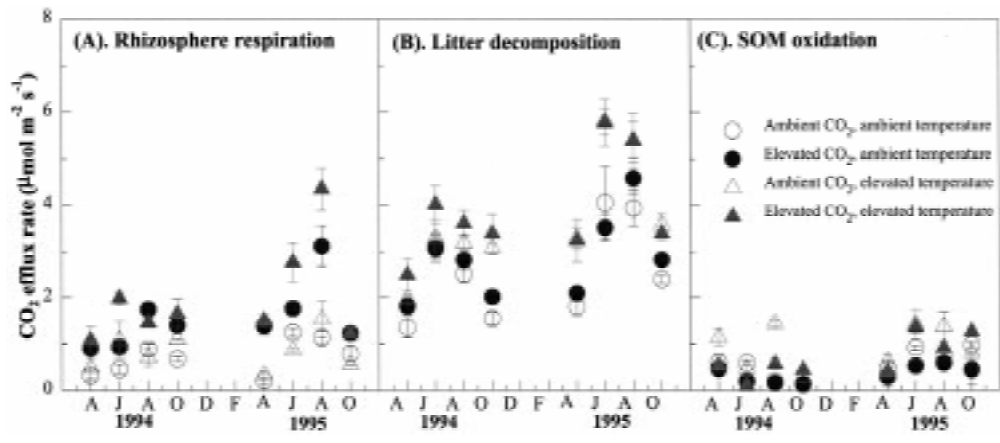 8
(A). Rhizosphere respiration
(B). Litter decomposition
(C). SOM oxidation
CO₂ efflux rate (μmol m⁻² s⁻¹)
6
4
2
0
Ambient CO₂, ambient temperature
Elevated CO₂, ambient temperature
Ambient CO₂, elevated temperature
Elevated CO₂, elevated temperature
A J A O D F A J A O
A J A O D F A J A O
A J A O D F A J A O
1994 1995
1994 1995
1994 1995